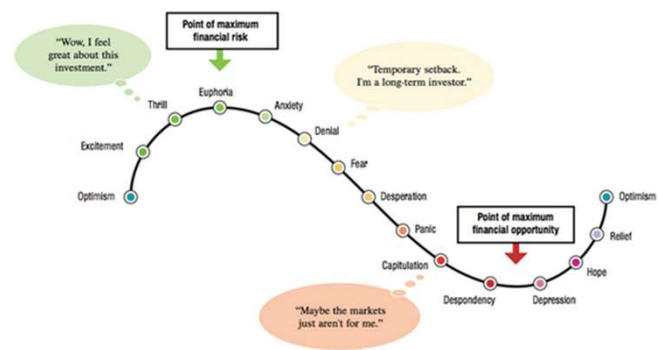 Point of maximum
financial risk
“Wow, I feel
great about this
investment.”
“Temporary setback.
I'm a long-term investor.”
Optimism
Excitement
Thrill
Euphoria
Anxiety
Denial
Fear
Desperation
Panic
Capitulation
Despondency
Depression
Hope
Relief
Optimism
Point of maximum
financial opportunity
“Maybe the markets
just aren't for me.”